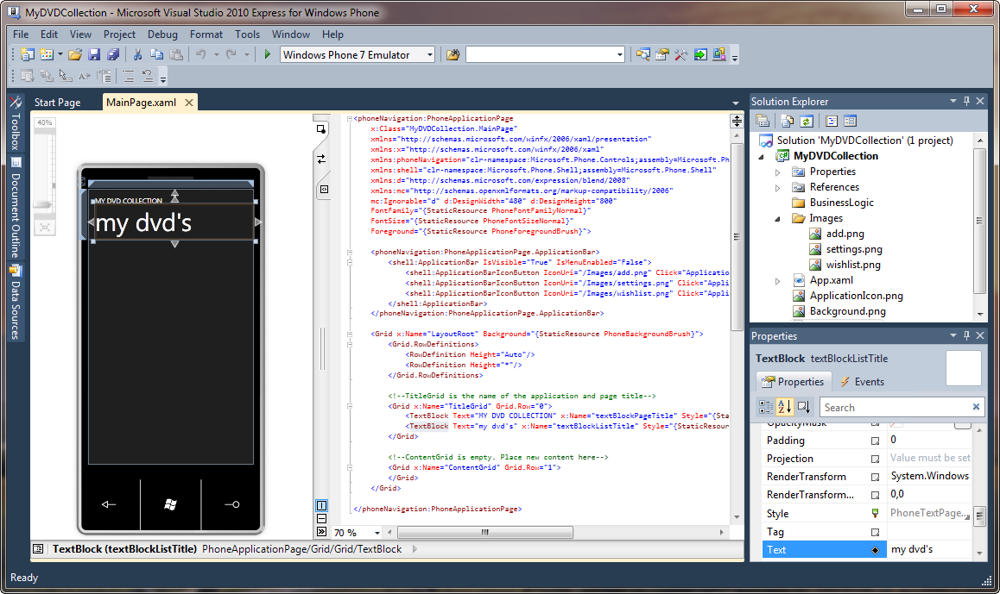 MyDVDCollection - Microsoft Visual Studio 2010 Express for Windows Phone
File Edit View Project Debug Format Tools Window Help
Windows Phone 7 Emulator
Toolbox
Document Outline
Data Sources
Start Page MainPage.xaml
40%
MY DVD COLLECTION
my dvd's
<phoneNavigation:PhoneApplicationPage
x:Class="MyDVDCollection.MainPage"
xmlns="http://schemas.microsoft.com/winfx/2006/xaml/presentation"
xmlns:x="http://schemas.microsoft.com/winfx/2006/xaml"
xmlns:phoneNavigation="clr-namespace:Microsoft.Phone.Controls;assembly=Microsoft.Ph
xmlns:shell="clr-namespace:Microsoft.Phone.Shell;assembly=Microsoft.Phone.Shell"
xmlns:d="http://schemas.microsoft.com/expression/blend/2008"
xmlns:mc="http://schemas.openxmlformats.org/markup-compatibility/2006"
mc:Ignorable="d" d:DesignWidth="480" d:DesignHeight="800"
FontFamily="{StaticResource PhoneFontFamilyNormal}"
FontSize="{StaticResource PhoneFontSizeNormal}"
Foreground="{StaticResource PhoneForegroundBrush}">
<phoneNavigation:PhoneApplicationPage.ApplicationBar>
<shell:ApplicationBar IsVisible="True" IsMenuEnabled="False">
<shell:ApplicationBarIconButton IconUri="/Images/add.png" Click="Application
<shell:ApplicationBarIconButton IconUri="/Images/settings.png" Click="Appli
<shell:ApplicationBarIconButton IconUri="/Images/wishlist.png" Click="Appli
</shell:ApplicationBar>
</phoneNavigation:PhoneApplicationPage.ApplicationBar>
<Grid x:Name="LayoutRoot" Background="{StaticResource PhoneBackgroundBrush}">
<Grid.RowDefinitions>
<RowDefinition Height="Auto"/>
<RowDefinition Height="*"/>
</Grid.RowDefinitions>
<!--TitleGrid is the name of the application and page title-->
<Grid x:Name="TitleGrid" Grid.Row="0">
<TextBlock Text="MY DVD COLLECTION" x:Name="textBlockPageTitle" Style="{Sta
<TextBlock Text="my dvd's" x:Name="textBlockListTitle" Style="{StaticResour
</Grid>
<!--ContentGrid is empty. Place new content here-->
<Grid x:Name="ContentGrid" Grid.Row="1">
</Grid>
</Grid>
</phoneNavigation:PhoneApplicationPage>
70 %
TextBlock (textBlockListTitle) PhoneApplicationPage/Grid/Grid/TextBlock
Solution Explorer
Solution 'MyDVDCollection' (1 project)
MyDVDCollection
Properties
References
BusinessLogic
Images
add.png
settings.png
wishlist.png
App.xaml
ApplicationIcon.png
Background.png
Properties
TextBlock textBlockListTitle
Properties Events
Search
OpacityMask
Padding 0
Projection Value must be set
RenderTransform System.Windows
RenderTransform... 0,0
Style PhoneTextPage...
Tag
Text my dvd's
Ready